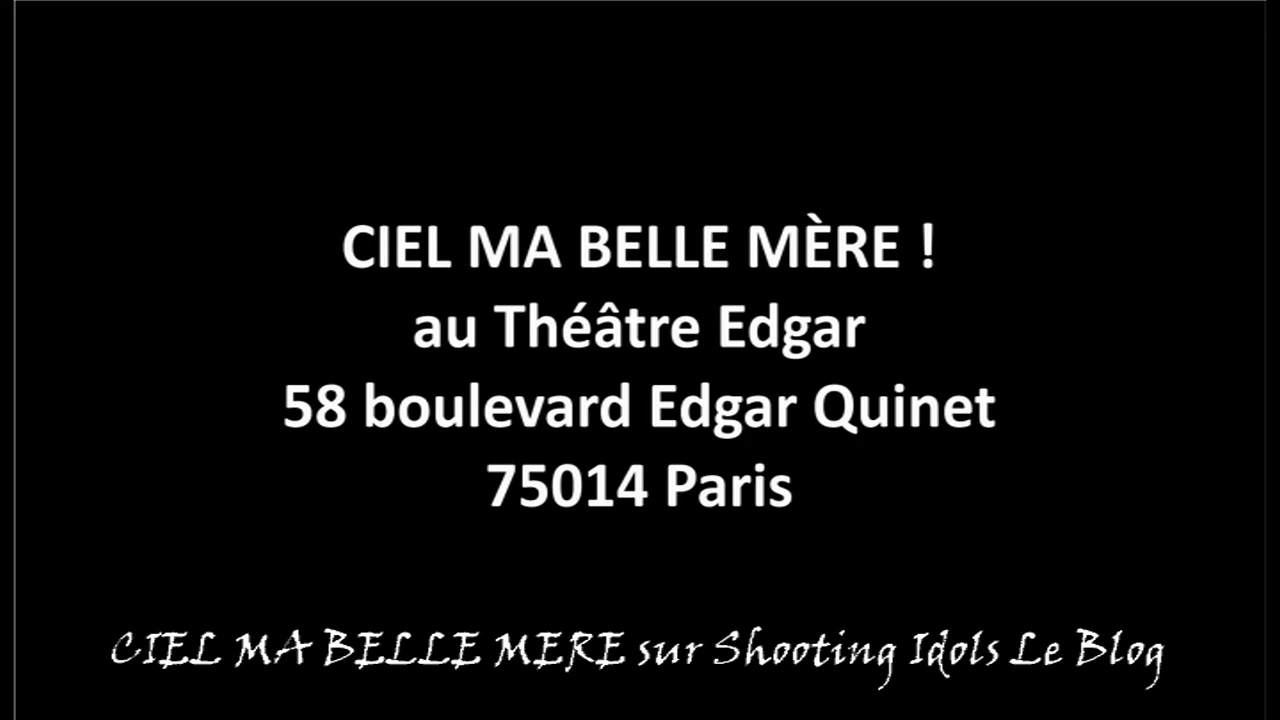 CIEL MA BELLE MÈRE !
au Théâtre Edgar
58 boulevard Edgar Quinet
75014 Paris
CIEL MA BELLE MERE sur Shooting Idols Le Blog